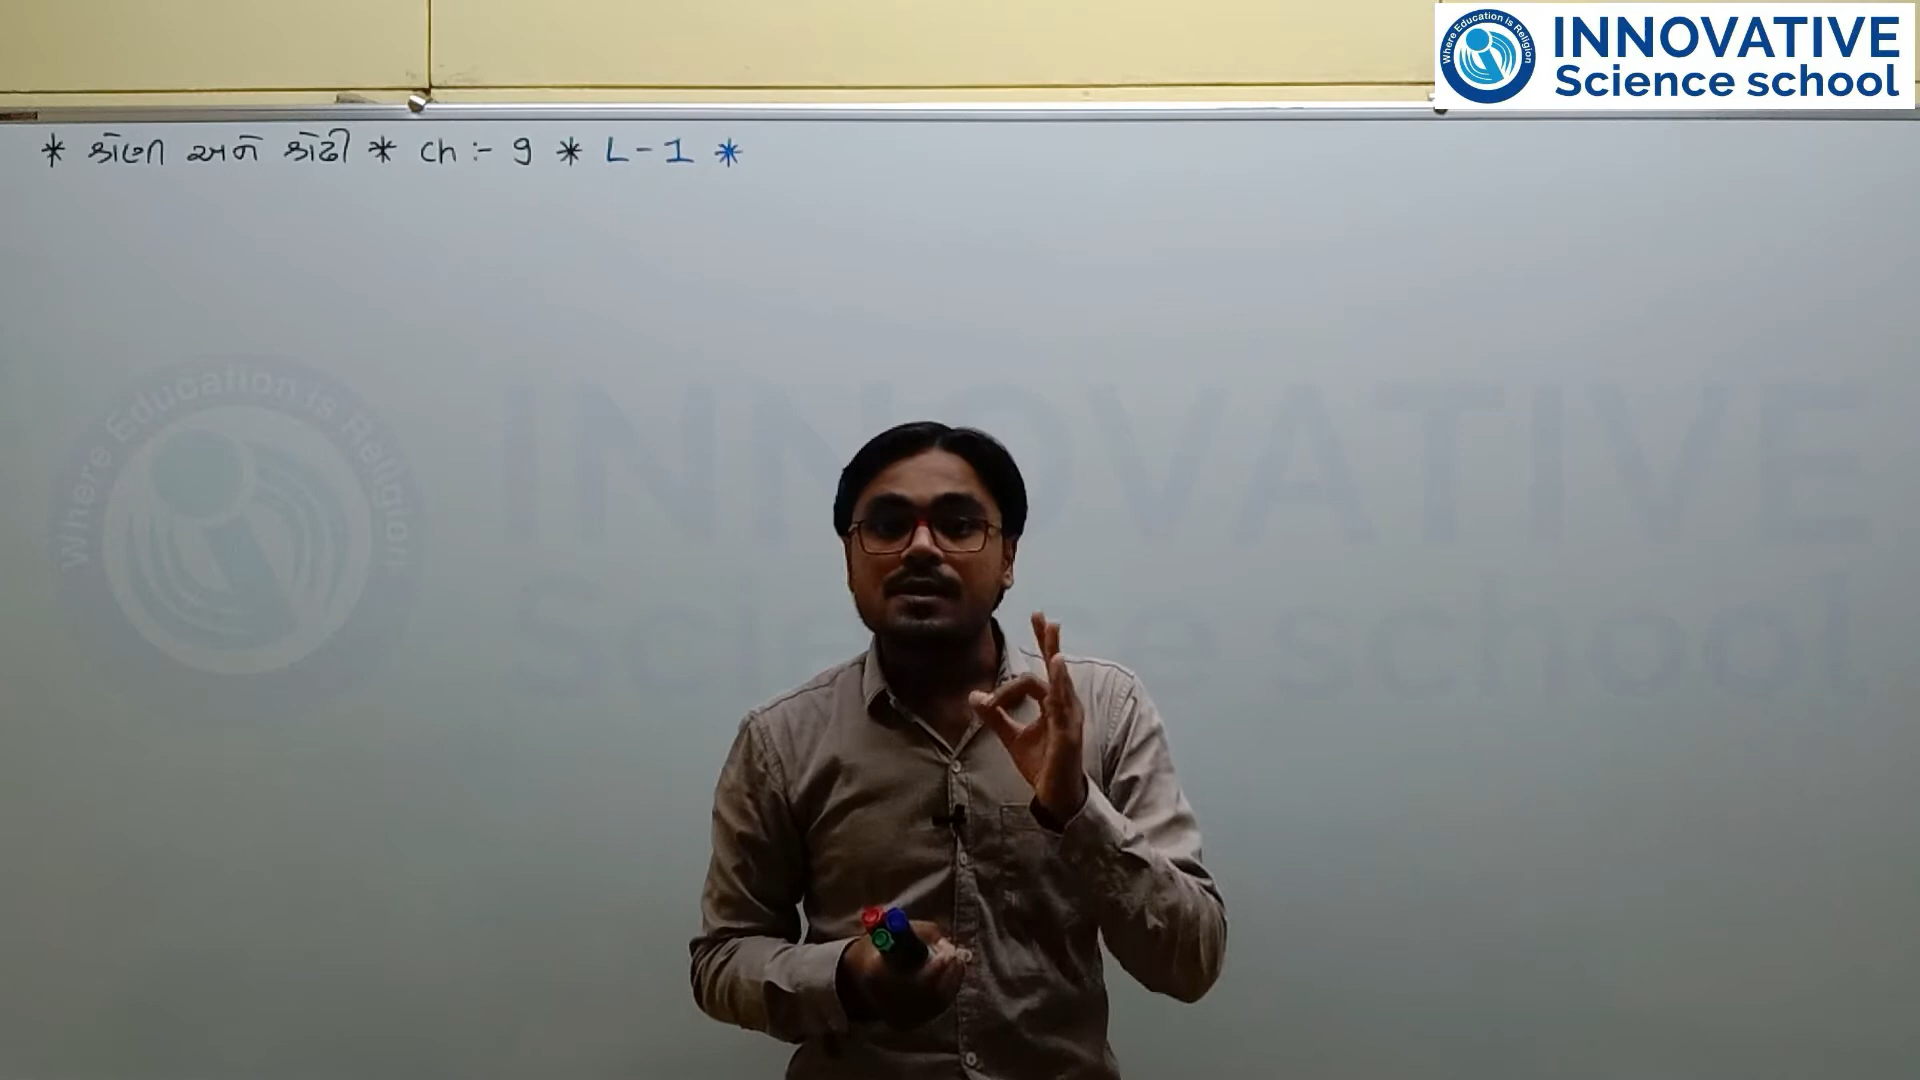 Where Education is Religion
INNOVATIVE
Science school
* શ્રેણી અને શ્રેઢી * ch :- 9 * L-1 *
Where Education is Religion
INNOVATIVE
Science school